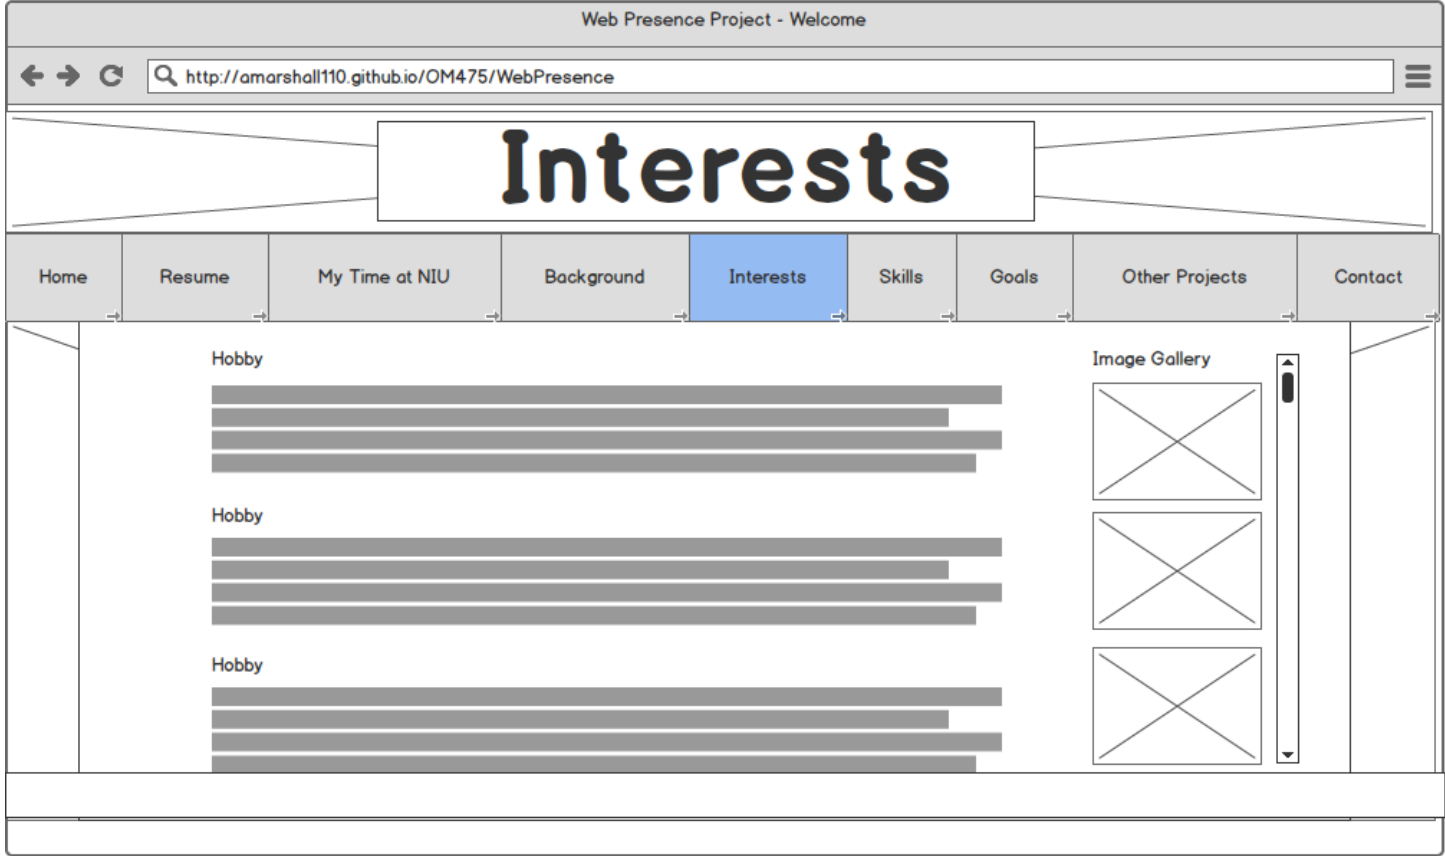 Web Presence Project - Welcome
http://amarshall110.github.io/OM475/WebPresence
Interests
Home Resume My Time at NIU Background Interests Skills Goals Other Projects Contact
Hobby
Image Gallery
Hobby
Hobby